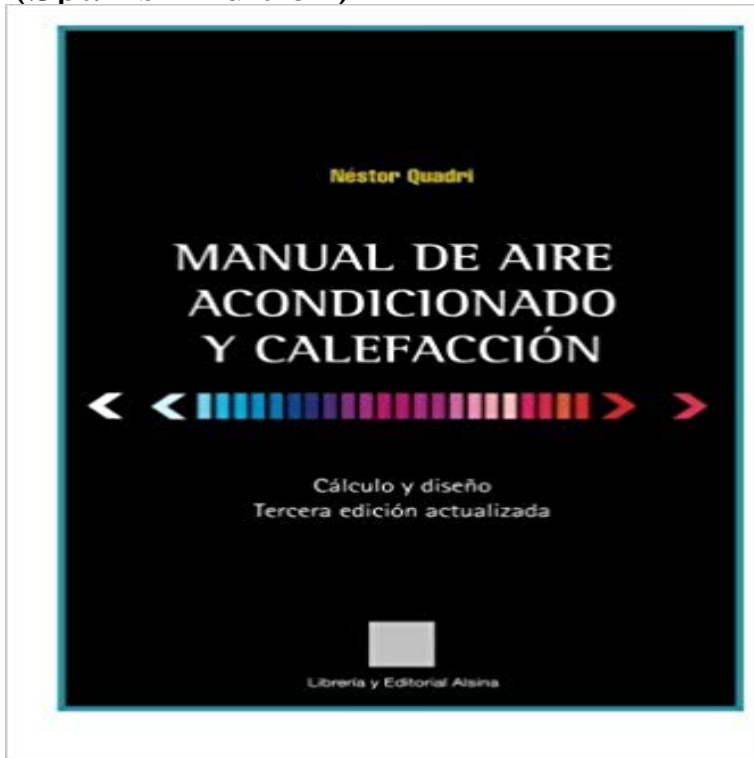 Néstor Quadri
MANUAL DE AIRE
ACONDICIONADO
Y CALEFACCIÓN
Cálculo y diseño
Tercera edición actualizada
Librería y Editorial Alsina